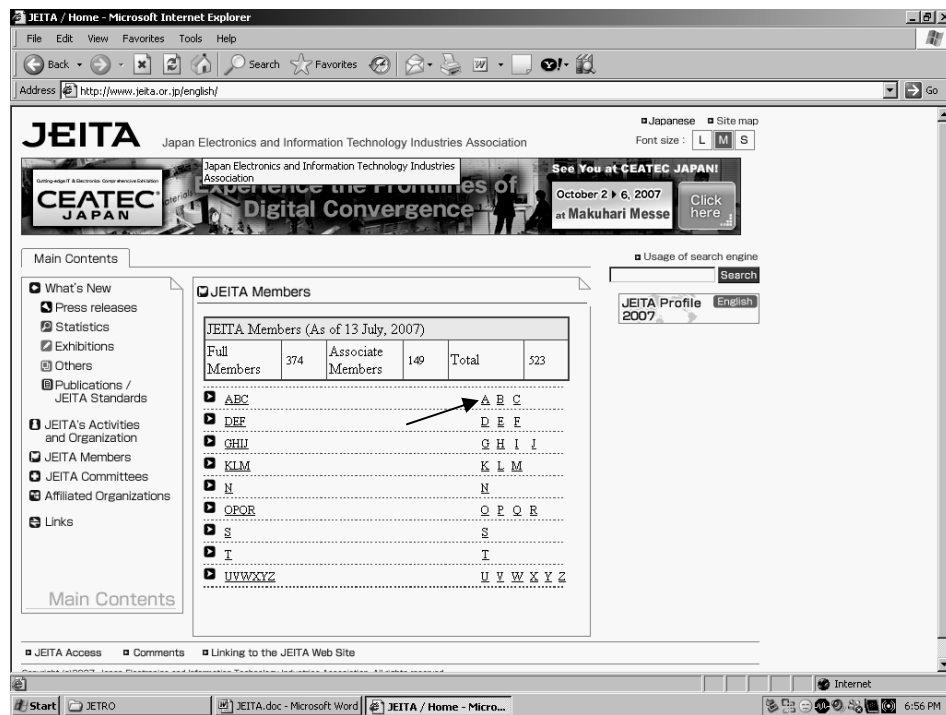 JEITA / Home - Microsoft Internet Explorer
File Edit View Favorites Tools Help
Back Search Favorites
Address http://www.jeita.or.jp/english/ Go
Japanese Site map
JEITA Japan Electronics and Information Technology Industries Association Font size : L M S
Japan Electronics and Information Technology Industries
Association
CEATEC
JAPAN
Experience the Frontlines of
Digital Convergence
See You at CEATEC JAPAN!
October 2 6, 2007
at Makuhari Messe
Click
here
Main Contents
Usage of search engine
Search
JEITA Profile English
2007
What's New
Press releases
Statistics
Exhibitions
Others
Publications /
JEITA Standards
JEITA's Activities
and Organization
JEITA Members
JEITA Committees
Affiliated Organizations
Links
Main Contents
JEITA Members
JEITA Members (As of 13 July, 2007)
Full Members 374 Associate Members 149 Total 523
ABC A B C
DEF D E F
GHIJ G H I J
KLM K L M
N N
OPQR O P Q R
S S
T T
UVWXYZ U V W X Y Z
JEITA Access Comments Linking to the JEITA Web Site
Internet
Start JETRO JEITA.doc - Microsoft Word JEITA / Home - Micro... 6:56 PM